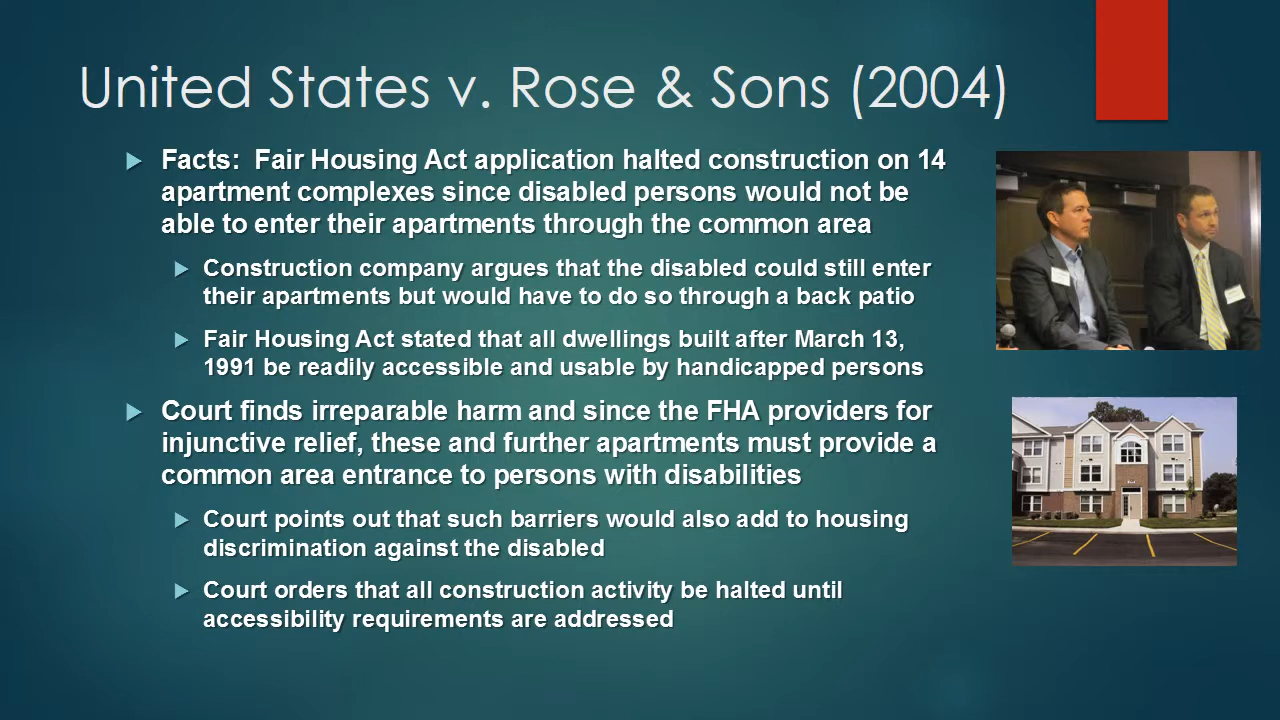 United States v. Rose & Sons (2004)
Facts:  Fair Housing Act application halted construction on 14
apartment complexes since disabled persons would not be
able to enter their apartments through the common area
Construction company argues that the disabled could still enter
their apartments but would have to do so through a back patio
Fair Housing Act stated that all dwellings built after March 13,
1991 be readily accessible and usable by handicapped persons
Court finds irreparable harm and since the FHA providers for
injunctive relief, these and further apartments must provide a
common area entrance to persons with disabilities
Court points out that such barriers would also add to housing
discrimination against the disabled
Court orders that all construction activity be halted until
accessibility requirements are addressed